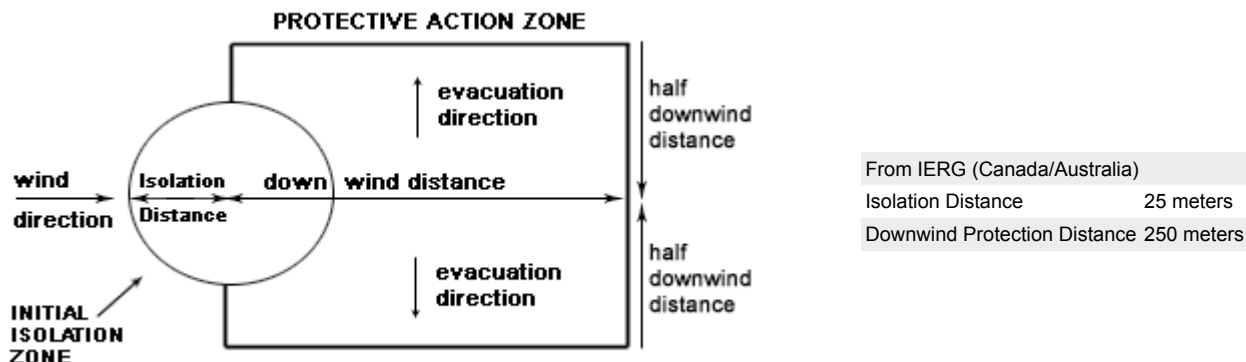 PROTECTIVE ACTION ZONE
evacuation
direction
half
downwind
distance
wind
direction
Isolation
Distance
down wind distance
evacuation
direction
half
downwind
distance
INITIAL
ISOLATION
ZONE
From IERG (Canada/Australia)
Isolation Distance 25 meters
Downwind Protection Distance 250 meters